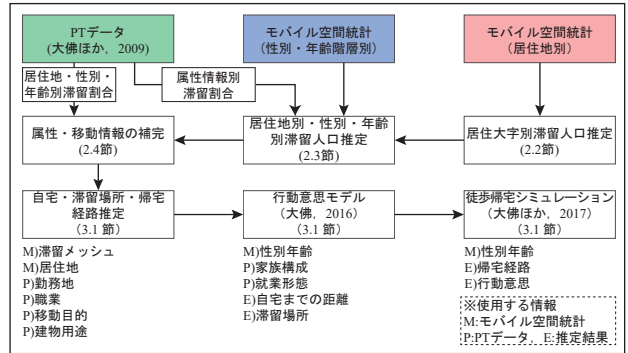 PTデータ
(大佛ほか, 2009)
モバイル空間統計
(性別・年齢階層別)
モバイル空間統計
(居住地別)
居住地・性別・
年齢別滞留割合
属性情報別
滞留割合
属性・移動情報の補完
(2.4節)
居住地別・性別・年齢
別滞留人口推定
(2.3節)
居住大字別滞留人口推定
(2.2節)
自宅・滞留場所・帰宅
経路推定
(3.1 節)
行動意思モデル
(大佛, 2016)
(3.1 節)
徒歩帰宅シミュレーション
(大佛ほか, 2017)
(3.1 節)
M)滞留メッシュ
M)居住地
P)勤務地
P)職業
P)移動目的
P)建物用途
M)性別年齢
P)家族構成
P)就業形態
E)自宅までの距離
E)滞留場所
M)性別年齢
E)帰宅経路
E)行動意思
※使用する情報
M:モバイル空間統計
P:PTデータ, E:推定結果